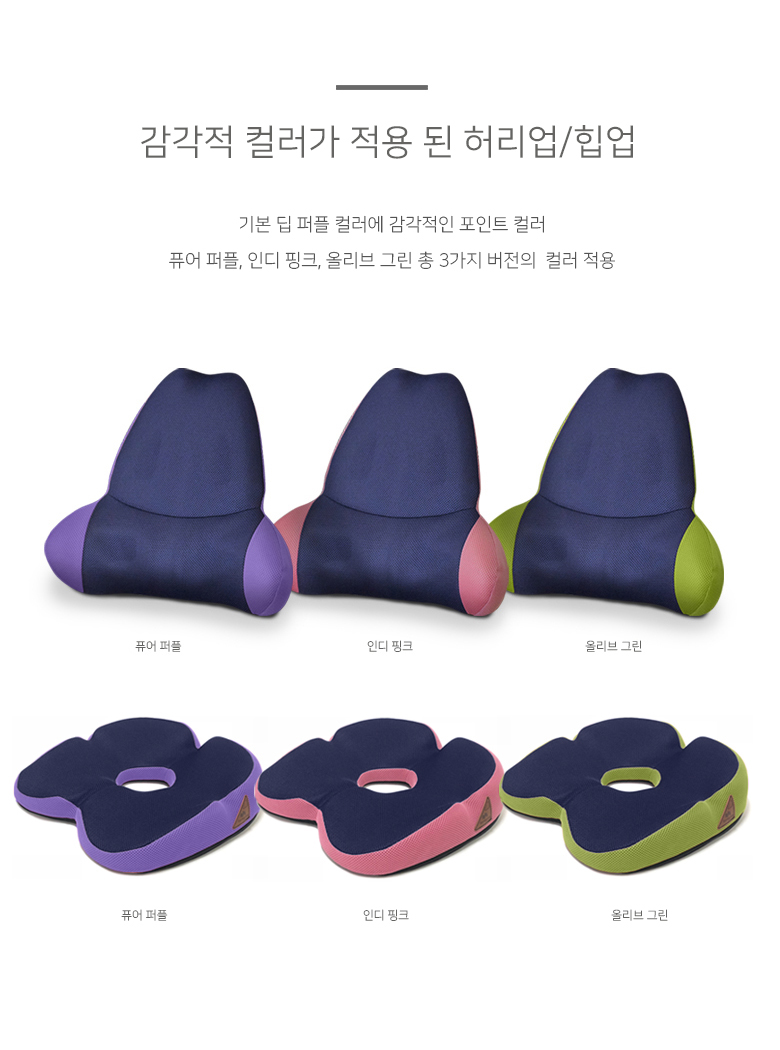 감각적 컬러가 적용 된 허리업/힙업
기본 딥 퍼플 컬러에 감각적인 포인트 컬러
퓨어 퍼플, 인디 핑크, 올리브 그린 총 3가지 버전의 컬러 적용
퓨어 퍼플
인디 핑크
올리브 그린
퓨어 퍼플
인디 핑크
올리브 그린